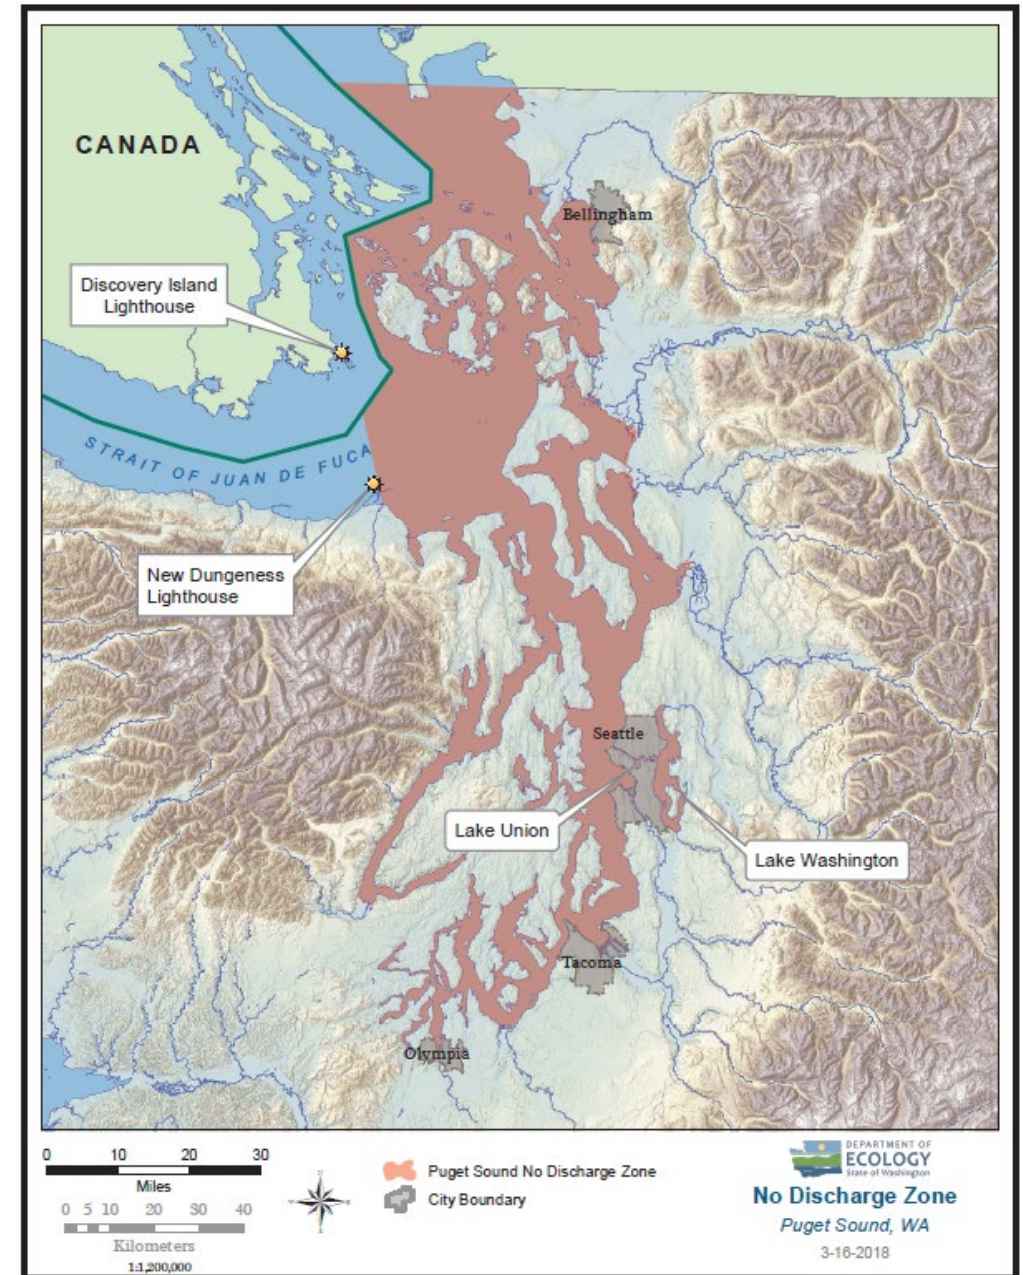 CANADA
Bellingham
Discovery Island
Lighthouse
STRAIT OF JUAN DE FUCA
New Dungeness
Lighthouse
Seattle
Lake Union
Lake Washington
Tacoma
Olympia
0 10 20 30
Miles
0 5 10 20 30 40
Kilometers
1:1,200,000
Puget Sound No Discharge Zone
City Boundary
DEPARTMENT OF
ECOLOGY
State of Washington
No Discharge Zone
Puget Sound, WA
3-16-2018